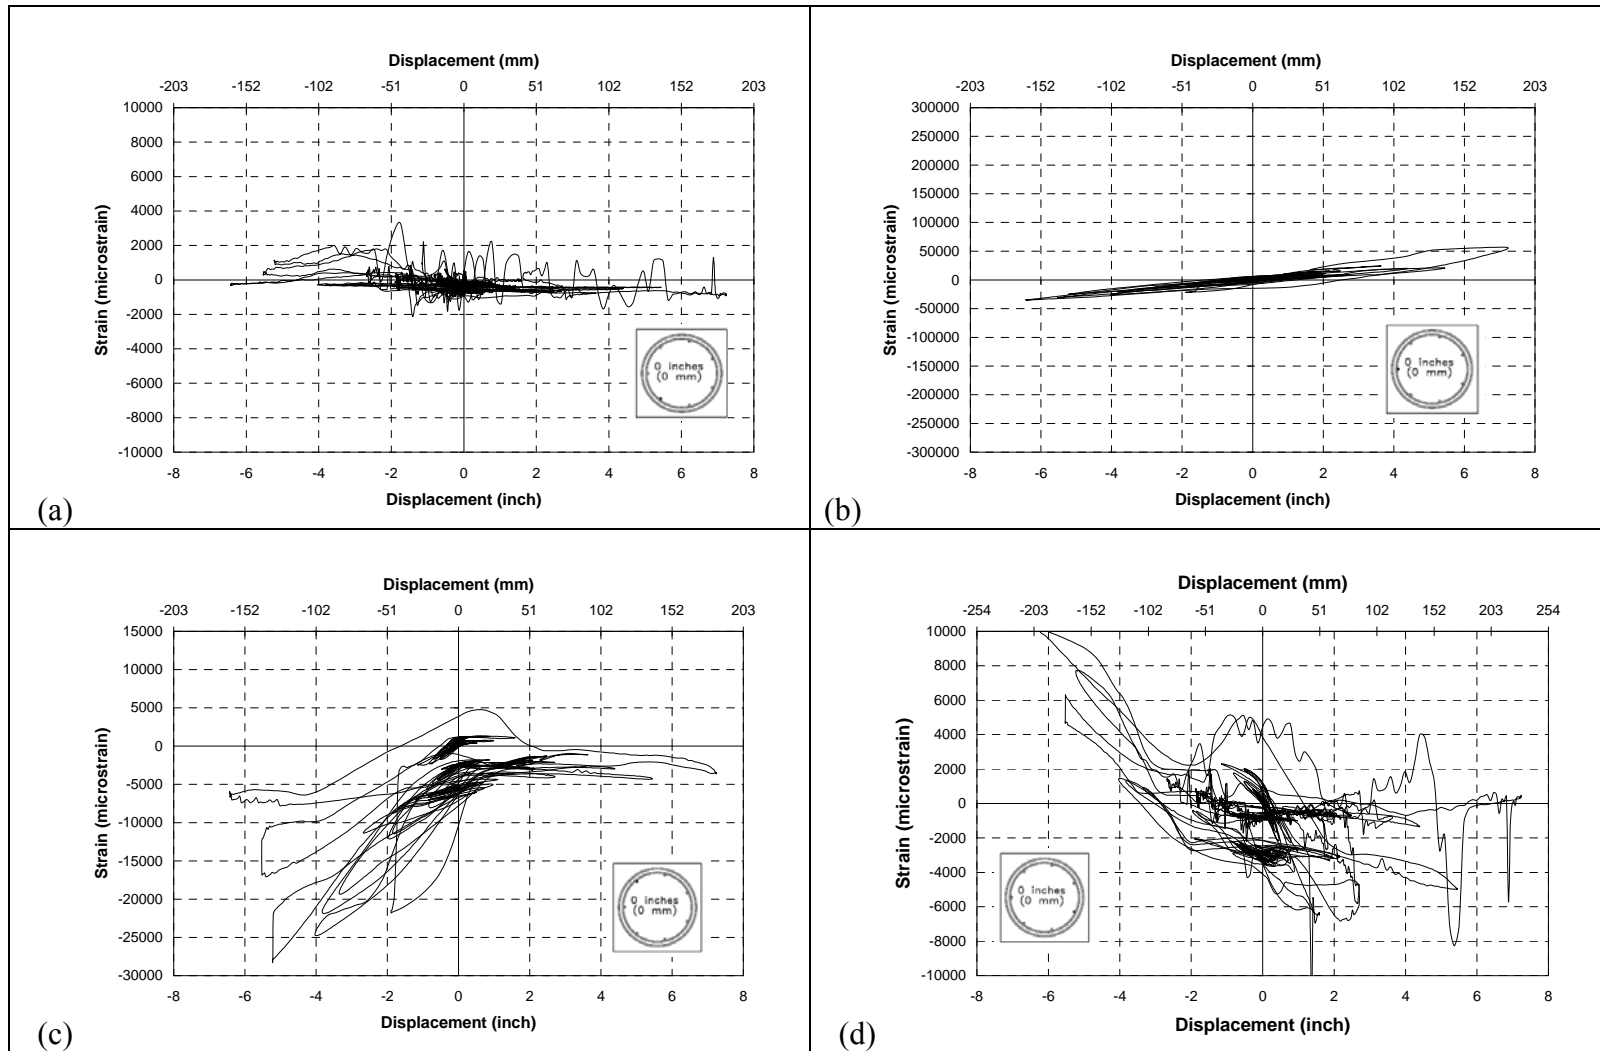 Displacement (mm)
-203 -152 -102 -51 0 51 102 152 203
10000
8000
6000
4000
2000
0
-2000
-4000
-6000
-8000
-10000
Strain (microstrain)
0 inches
(0 mm)
-8 -6 -4 -2 0 2 4 6 8
Displacement (inch)
(a)
Displacement (mm)
-203 -152 -102 -51 0 51 102 152 203
300000
250000
200000
150000
100000
50000
0
-50000
-100000
-150000
-200000
-250000
-300000
Strain (microstrain)
0 inches
(0 mm)
-8 -6 -4 -2 0 2 4 6 8
Displacement (inch)
(b)
Displacement (mm)
-203 -152 -102 -51 0 51 102 152 203
15000
10000
5000
0
-5000
-10000
-15000
-20000
-25000
-30000
Strain (microstrain)
0 inches
(0 mm)
-8 -6 -4 -2 0 2 4 6 8
Displacement (inch)
(c)
Displacement (mm)
-254 -203 -152 -102 -51 0 51 102 152 203 254
10000
8000
6000
4000
2000
0
-2000
-4000
-6000
-8000
-10000
Strain (microstrain)
0 inches
(0 mm)
-8 -6 -4 -2 0 2 4 6 8
Displacement (inch)
(d)